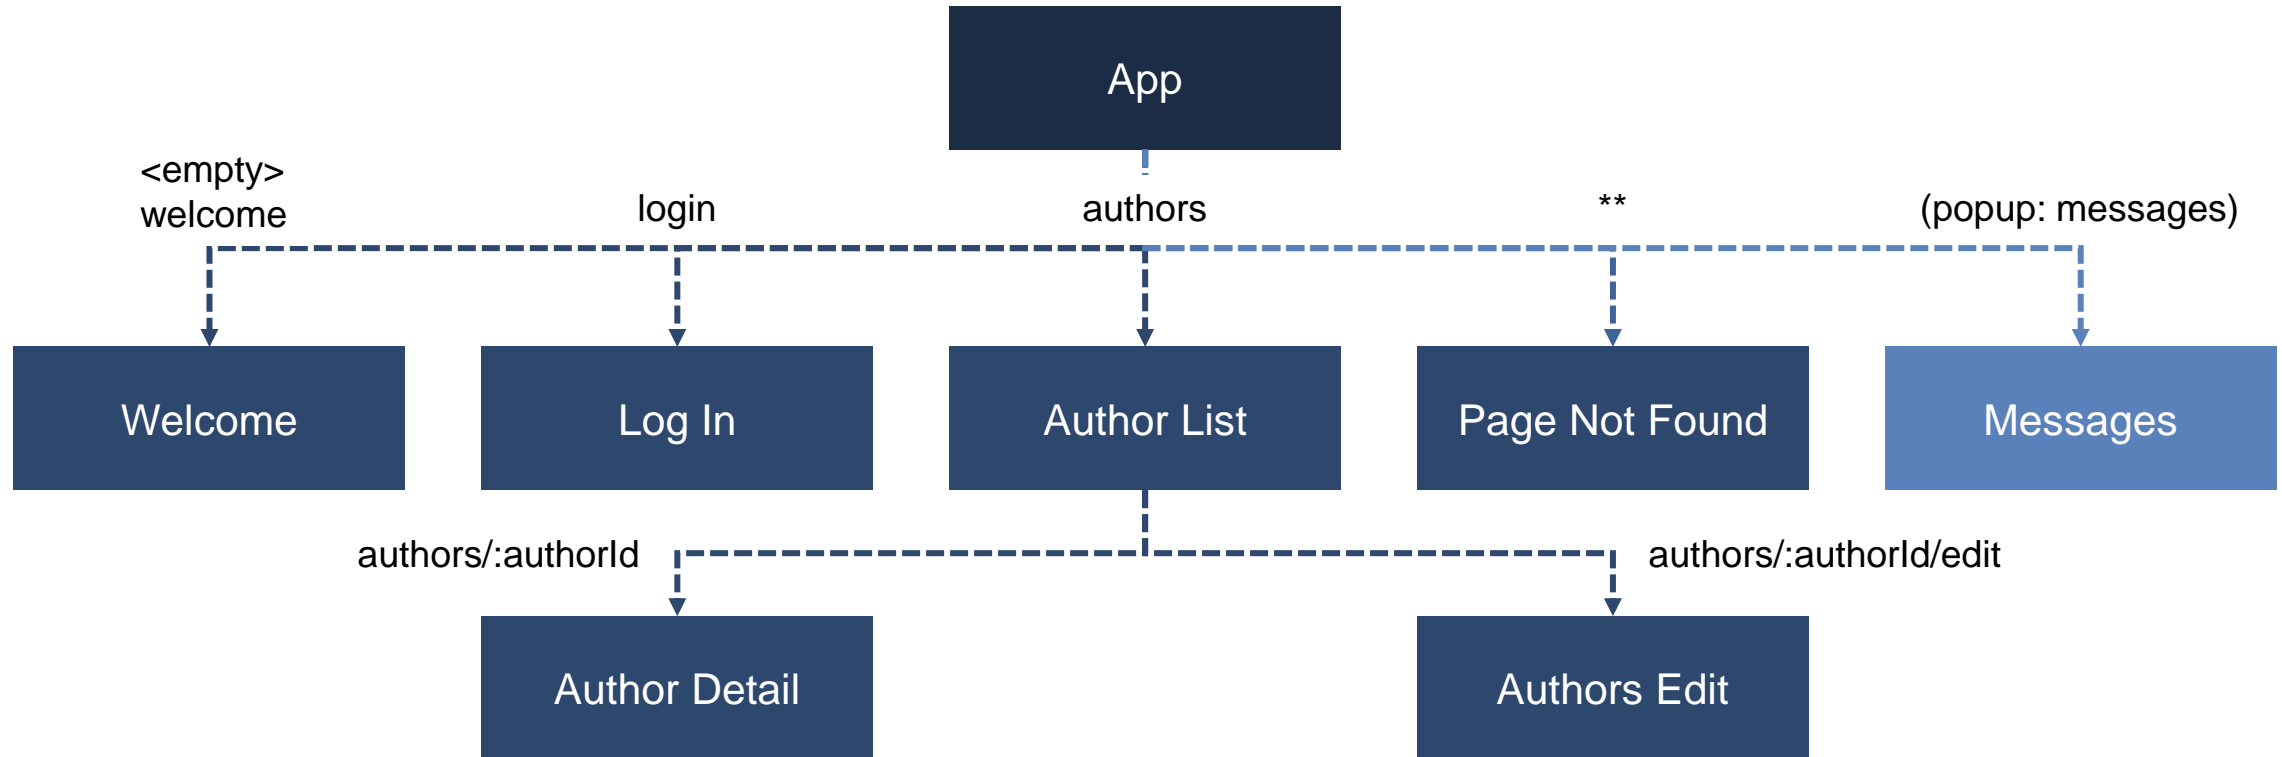 App
<empty>
welcome
login
authors
**
(popup: messages)
Welcome
Log In
Author List
Page Not Found
Messages
authors/:authorId
authors/:authorId/edit
Author Detail
Authors Edit